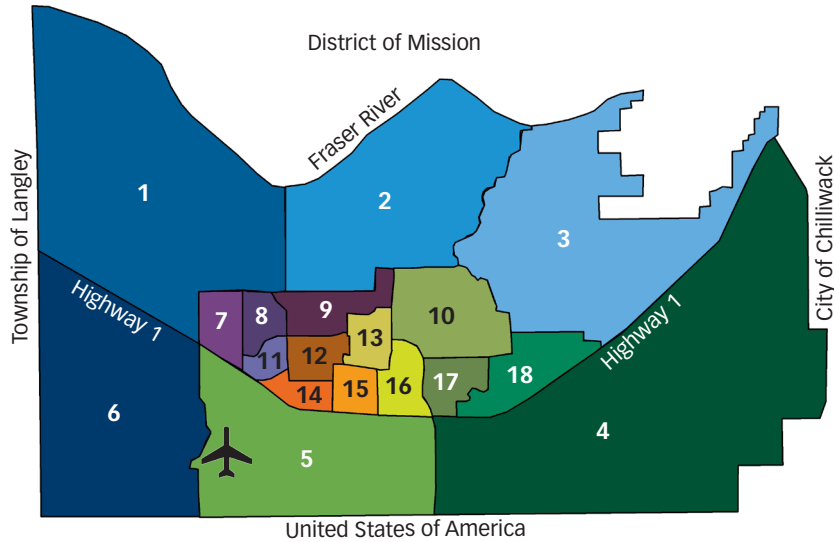 District of Mission
Fraser River
Township of Langley
City of Chilliwack
1
2
3
Highway 1
Highway 1
7
8
9
10
13
11
12
17
18
14
15
16
6
5
4
United States of America